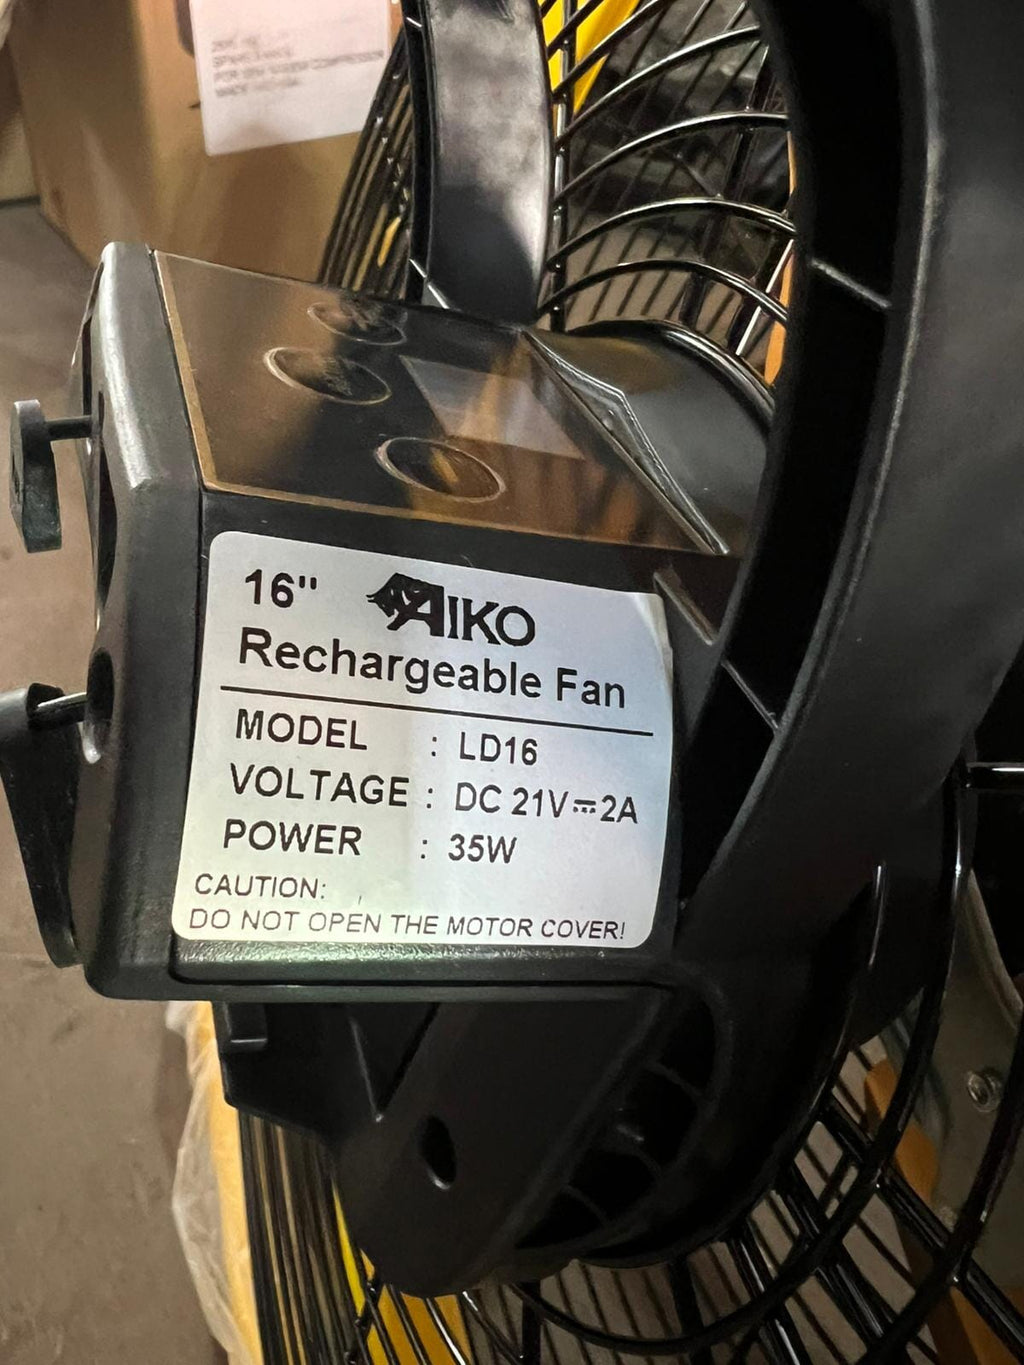 16" AIKO
Rechargeable Fan
MODEL : LD16
VOLTAGE : DC 21V⎓2A
POWER : 35W
CAUTION:
DO NOT OPEN THE MOTOR COVER!